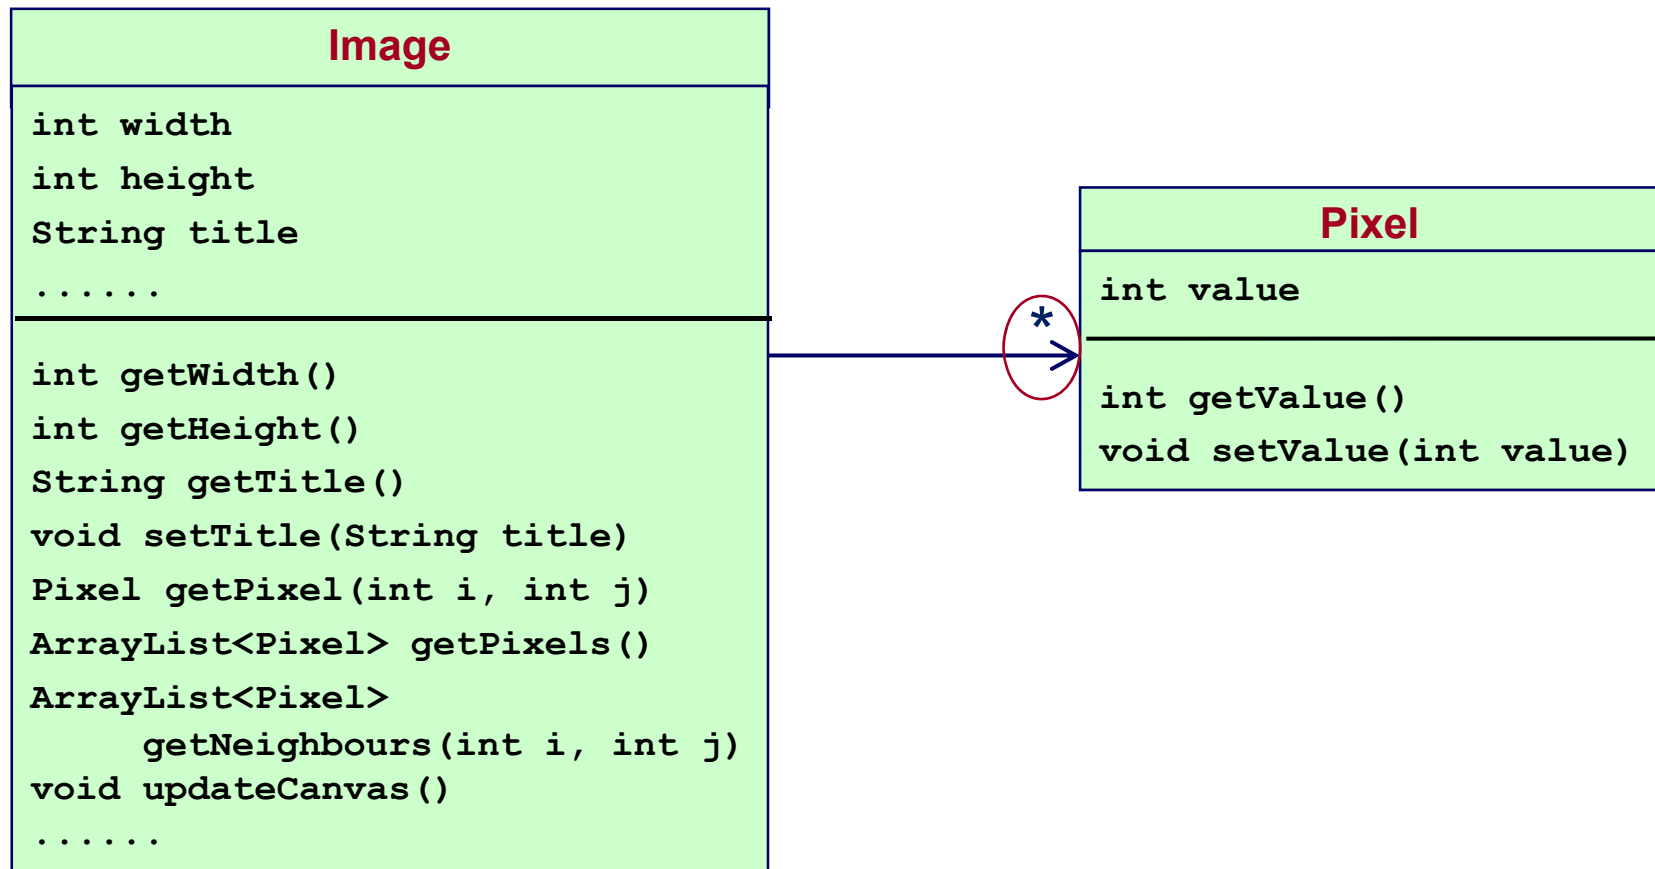 Image
int width
int height
String title
......
int getWidth()
int getHeight()
String getTitle()
void setTitle(String title)
Pixel getPixel(int i, int j)
ArrayList<Pixel> getPixels()
ArrayList<Pixel>
getNeighbours(int i, int j)
void updateCanvas()
......
*
Pixel
int value
int getValue()
void setValue(int value)